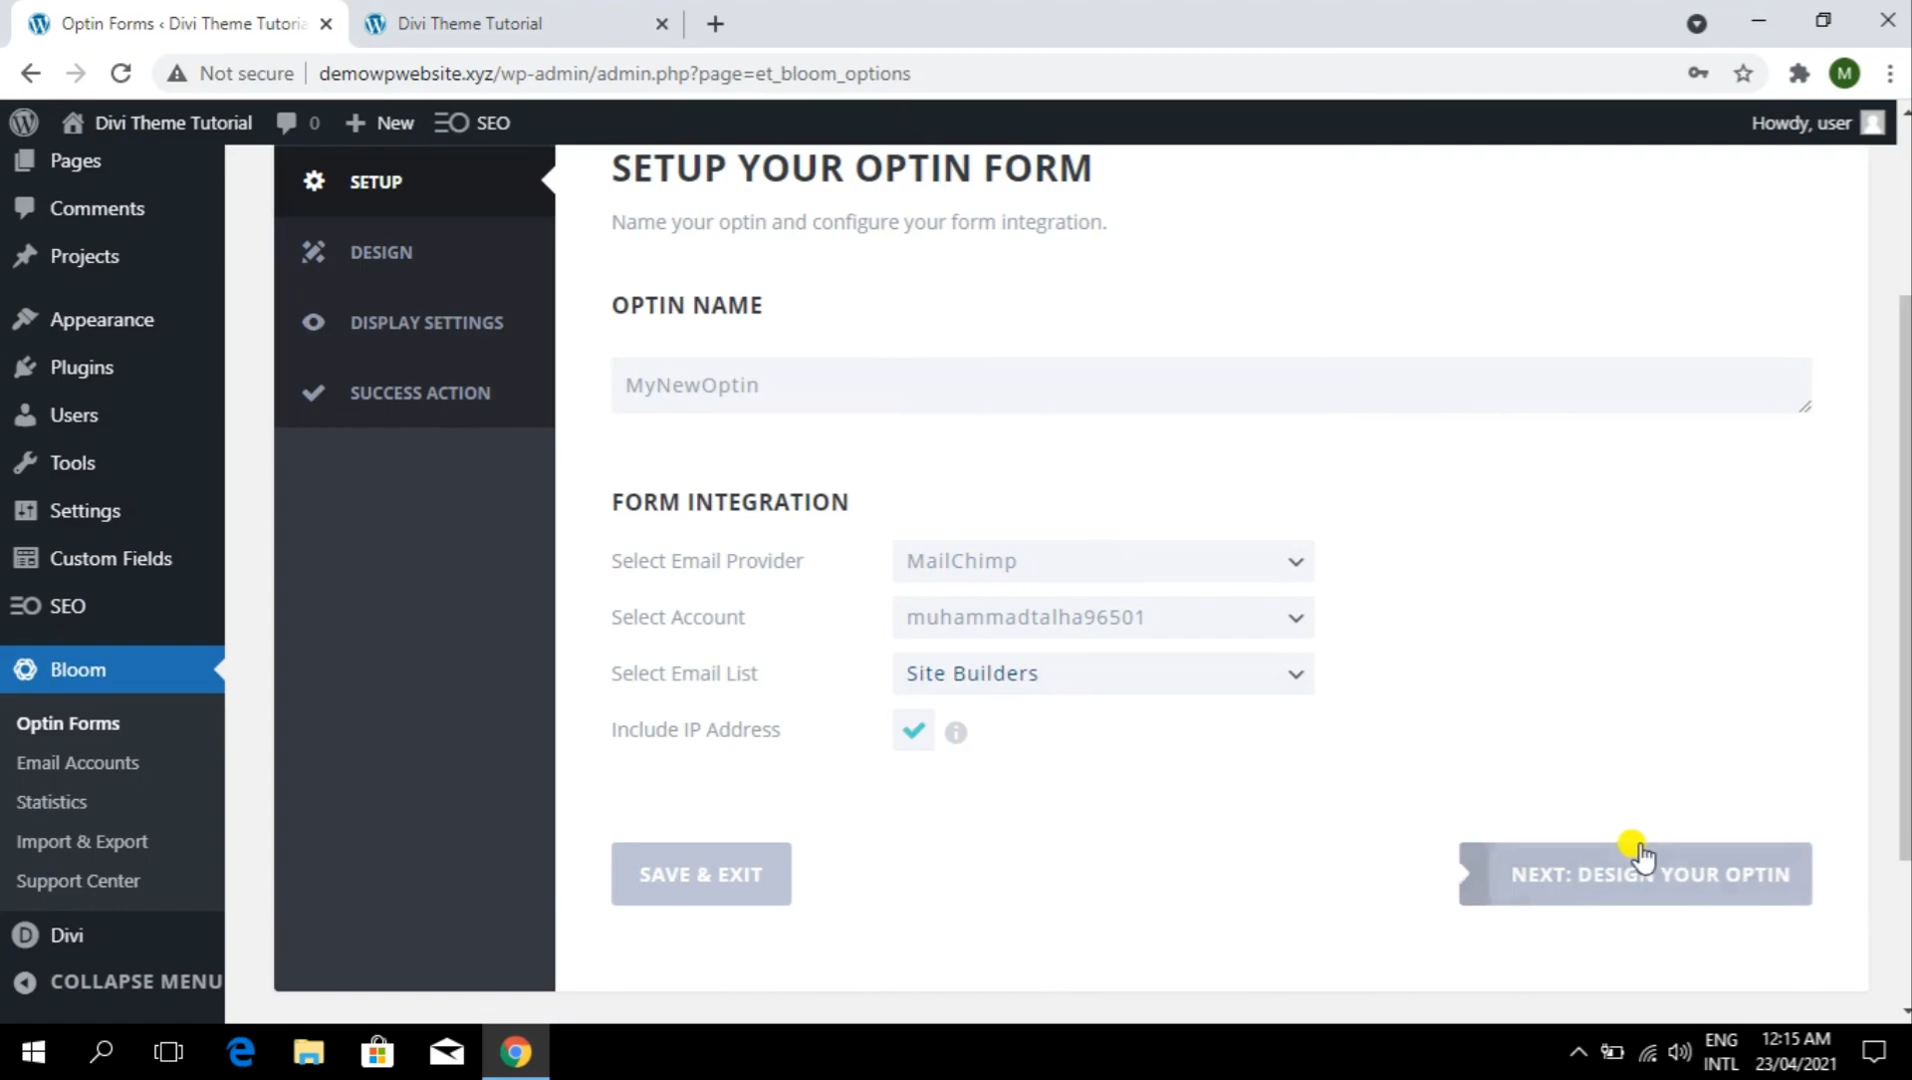 Optin Forms ‹ Divi Theme Tutoria
Divi Theme Tutorial
Not secure
demowpwebsite.xyz/wp-admin/admin.php?page=et_bloom_options
M
Divi Theme Tutorial
0
New
SEO
Howdy, user
Pages
Comments
Projects
Appearance
Plugins
Users
Tools
Settings
Custom Fields
SEO
Bloom
Optin Forms
Email Accounts
Statistics
Import & Export
Support Center
D
Divi
COLLAPSE MENU
SETUP
DESIGN
DISPLAY SETTINGS
SUCCESS ACTION
SETUP YOUR OPTIN FORM
Name your optin and configure your form integration.
OPTIN NAME
MyNewOptin
FORM INTEGRATION
Select Email Provider
MailChimp
Select Account
muhammadtalha96501
Select Email List
Site Builders
Include IP Address
SAVE & EXIT
NEXT: DESIGN YOUR OPTIN
ENG
INTL
12:15 AM
23/04/2021